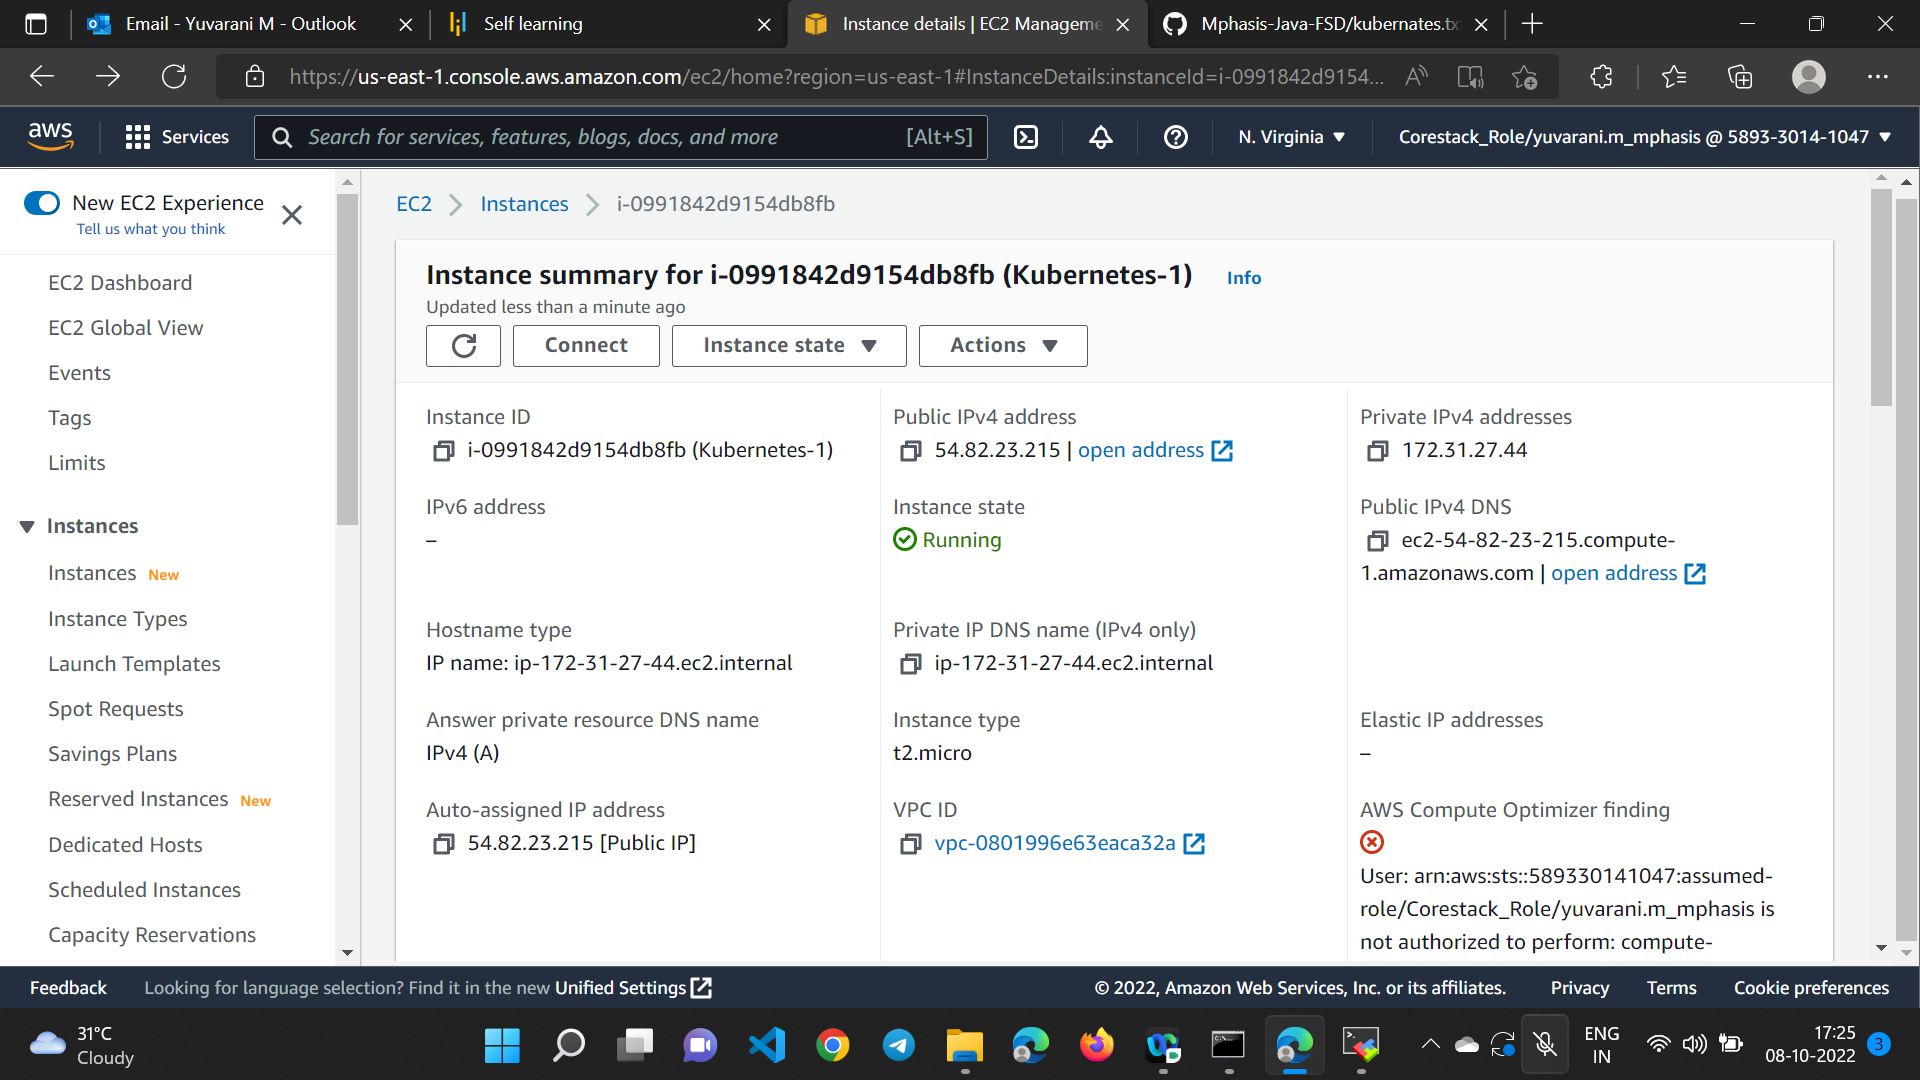 Email - Yuvarani M - Outlook
Self learning
Instance details | EC2 Manageme
Mphasis-Java-FSD/kubernates.tx
https://us-east-1.console.aws.amazon.com/ec2/home?region=us-east-1#InstanceDetails:instanceId=i-0991842d9154...
aws
Services
Search for services, features, blogs, docs, and more
[Alt+S]
N. Virginia
Corestack_Role/yuvarani.m_mphasis @ 5893-3014-1047
New EC2 Experience
Tell us what you think
EC2 Dashboard
EC2 Global View
Events
Tags
Limits
Instances
Instances New
Instance Types
Launch Templates
Spot Requests
Savings Plans
Reserved Instances New
Dedicated Hosts
Scheduled Instances
Capacity Reservations
EC2
Instances
i-0991842d9154db8fb
Instance summary for i-0991842d9154db8fb (Kubernetes-1)
Info
Updated less than a minute ago
Connect
Instance state
Actions
Instance ID
i-0991842d9154db8fb (Kubernetes-1)
Public IPv4 address
54.82.23.215 | open address
Private IPv4 addresses
172.31.27.44
IPv6 address
–
Instance state
Running
Public IPv4 DNS
ec2-54-82-23-215.compute-
1.amazonaws.com | open address
Hostname type
IP name: ip-172-31-27-44.ec2.internal
Private IP DNS name (IPv4 only)
ip-172-31-27-44.ec2.internal
Answer private resource DNS name
IPv4 (A)
Instance type
t2.micro
Elastic IP addresses
–
Auto-assigned IP address
54.82.23.215 [Public IP]
VPC ID
vpc-0801996e63eaca32a
AWS Compute Optimizer finding
User: arn:aws:sts::589330141047:assumed-
role/Corestack_Role/yuvarani.m_mphasis is
not authorized to perform: compute-
Feedback
Looking for language selection? Find it in the new Unified Settings
© 2022, Amazon Web Services, Inc. or its affiliates.
Privacy
Terms
Cookie preferences
31°C
Cloudy
ENG
IN
17:25
08-10-2022
3